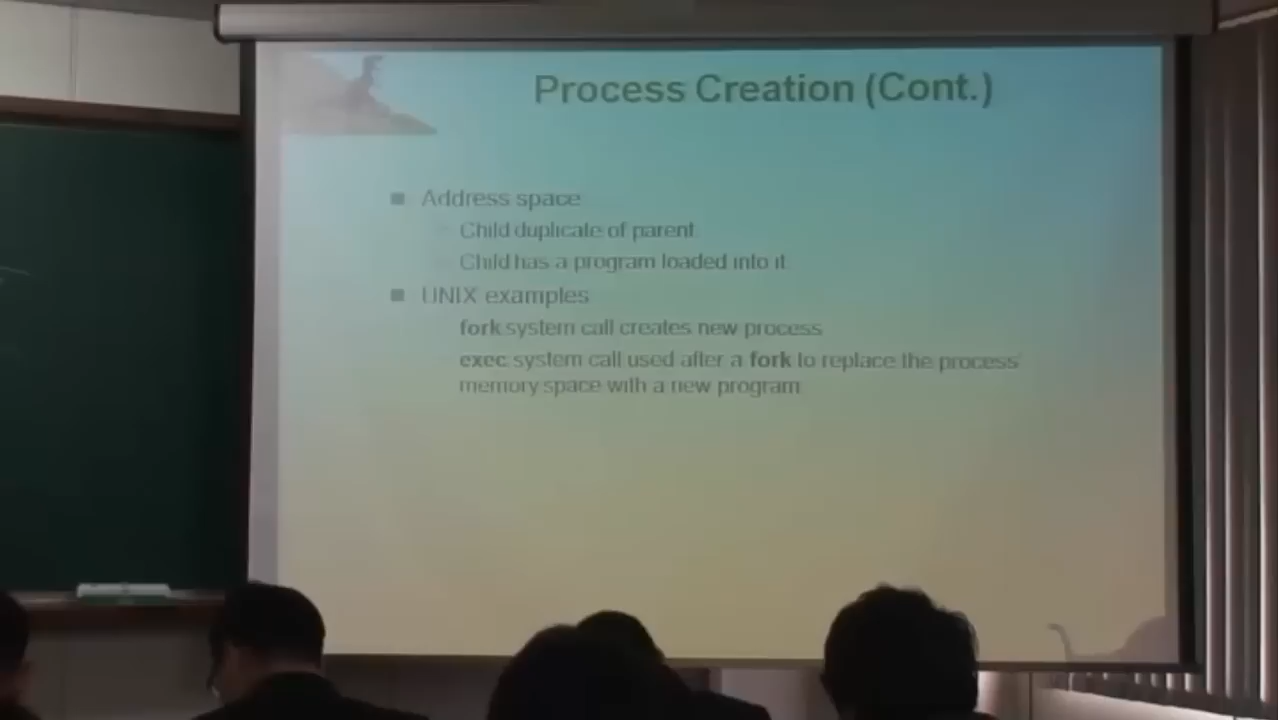 Process Creation (Cont.)
Address space
Child duplicate of parent
Child has a program loaded into it
UNIX examples
fork system call creates new process
exec system call used after a fork to replace the process
memory space with a new program